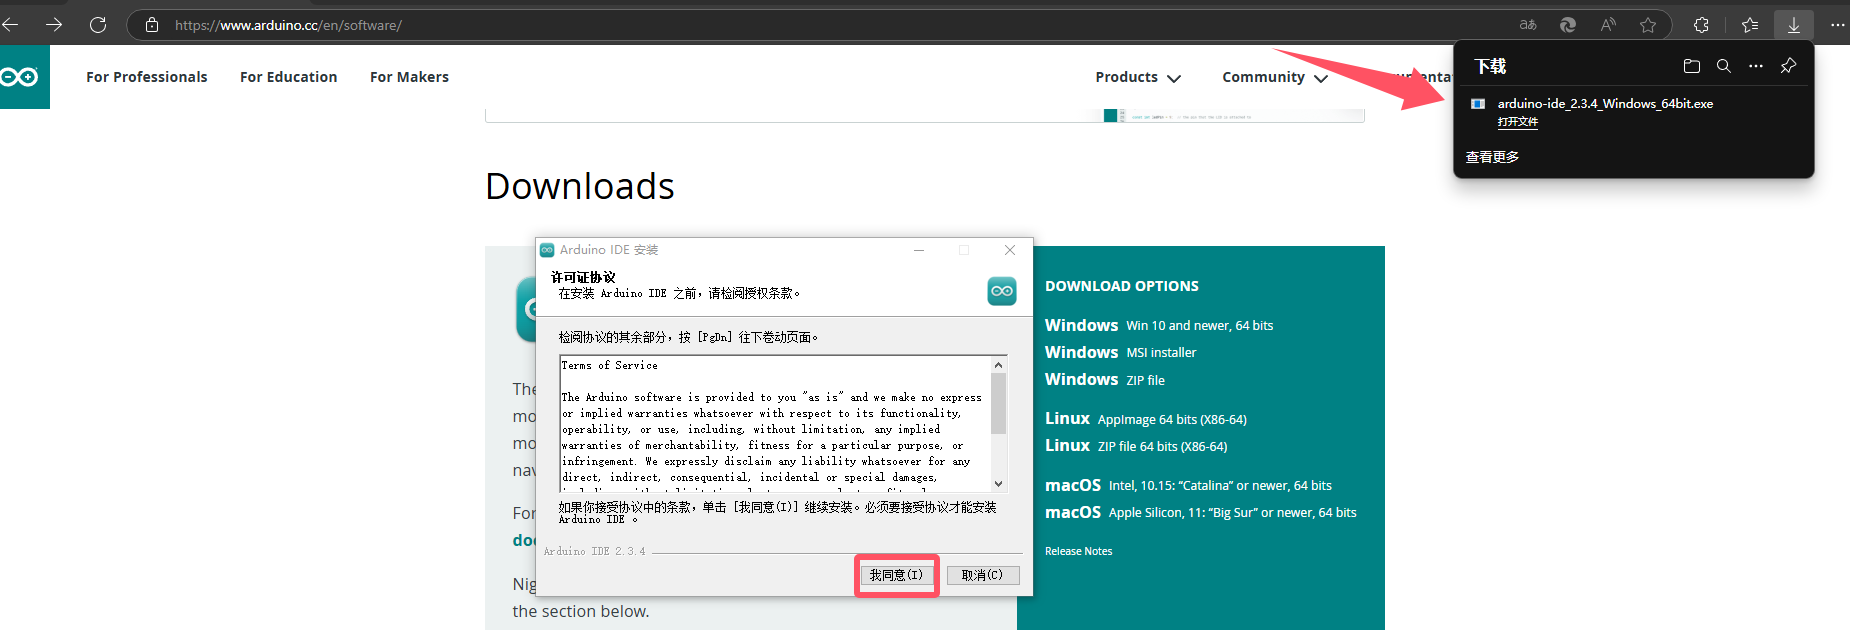 https://www.arduino.cc/en/software/
For Professionals
For Education
For Makers
Products
Community
下载
arduino-ide_2.3.4_Windows_64bit.exe
打开文件
查看更多
Downloads
Arduino IDE 安装
许可证协议
在安装 Arduino IDE 之前，请检阅授权条款。
检阅协议的其余部分，按 [PgDn] 往下卷动页面。
Terms of Service
The Arduino software is provided to you "as is" and we make no express
or implied warranties whatsoever with respect to its functionality,
operability, or use, including, without limitation, any implied
warranties of merchantability, fitness for a particular purpose, or
infringement. We expressly disclaim any liability whatsoever for any
direct, indirect, consequential, incidental or special damages,
如果你接受协议中的条款，单击 [我同意(I)] 继续安装。必须要接受协议才能安装
Arduino IDE 。
Arduino IDE 2.3.4
我同意(I)
取消(C)
The
For
the section below.
DOWNLOAD OPTIONS
Windows Win 10 and newer, 64 bits
Windows MSI installer
Windows ZIP file
Linux AppImage 64 bits (X86-64)
Linux ZIP file 64 bits (X86-64)
macOS Intel, 10.15: “Catalina” or newer, 64 bits
macOS Apple Silicon, 11: “Big Sur” or newer, 64 bits
Release Notes